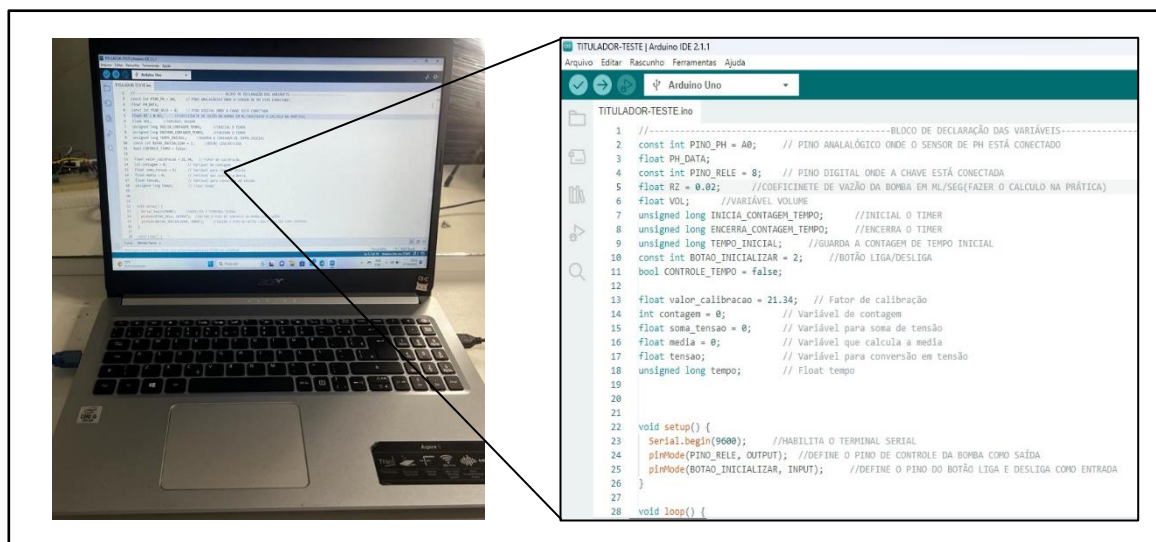 acer
TITULADOR-TESTE | Arduino IDE 2.1.1
Arquivo Editar Rascunho Ferramentas Ajuda
Arduino Uno
TITULADOR-TESTE.ino
1 //------------------------------------------BLOCO DE DECLARAÇÃO DAS VARIÁVEIS-------------
2 const int PINO_PH = A0; // PINO ANALALÓGICO ONDE O SENSOR DE PH ESTÁ CONECTADO
3 float PH_DATA;
4 const int PINO_RELE = 8; // PINO DIGITAL ONDE A CHAVE ESTÁ CONECTADA
5 float RZ = 0.02; //COEFICINETE DE VAZÃO DA BOMBA EM ML/SEG(FAZER O CALCULO NA PRÁTICA)
6 float VOL; //VARIÁVEL VOLUME
7 unsigned long INICIA_CONTAGEM_TEMPO; //INICIAL O TIMER
8 unsigned long ENCERRA_CONTAGEM_TEMPO; //ENCERRA O TIMER
9 unsigned long TEMPO_INICIAL; //GUARDA A CONTAGEM DE TEMPO INICIAL
10 const int BOTAO_INICIALIZAR = 2; //BOTÃO LIGA/DESLIGA
11 bool CONTROLE_TEMPO = false;
12
13 float valor_calibracao = 21.34; // Fator de calibração
14 int contagem = 0; // Variável de contagem
15 float soma_tensao = 0; // Variável para soma de tensão
16 float media = 0; // Variável que calcula a media
17 float tensao; // Variável para conversão em tensão
18 unsigned long tempo; // Float tempo
19
20
21
22 void setup() {
23 Serial.begin(9600); //HABILITA O TERMINAL SERIAL
24 pinMode(PINO_RELE, OUTPUT); //DEFINE O PINO DE CONTROLE DA BOMBA COMO SAÍDA
25 pinMode(BOTAO_INICIALIZAR, INPUT); //DEFINE O PINO DO BOTÃO LIGA E DESLIGA COMO ENTRADA
26 }
27
28 void loop() {